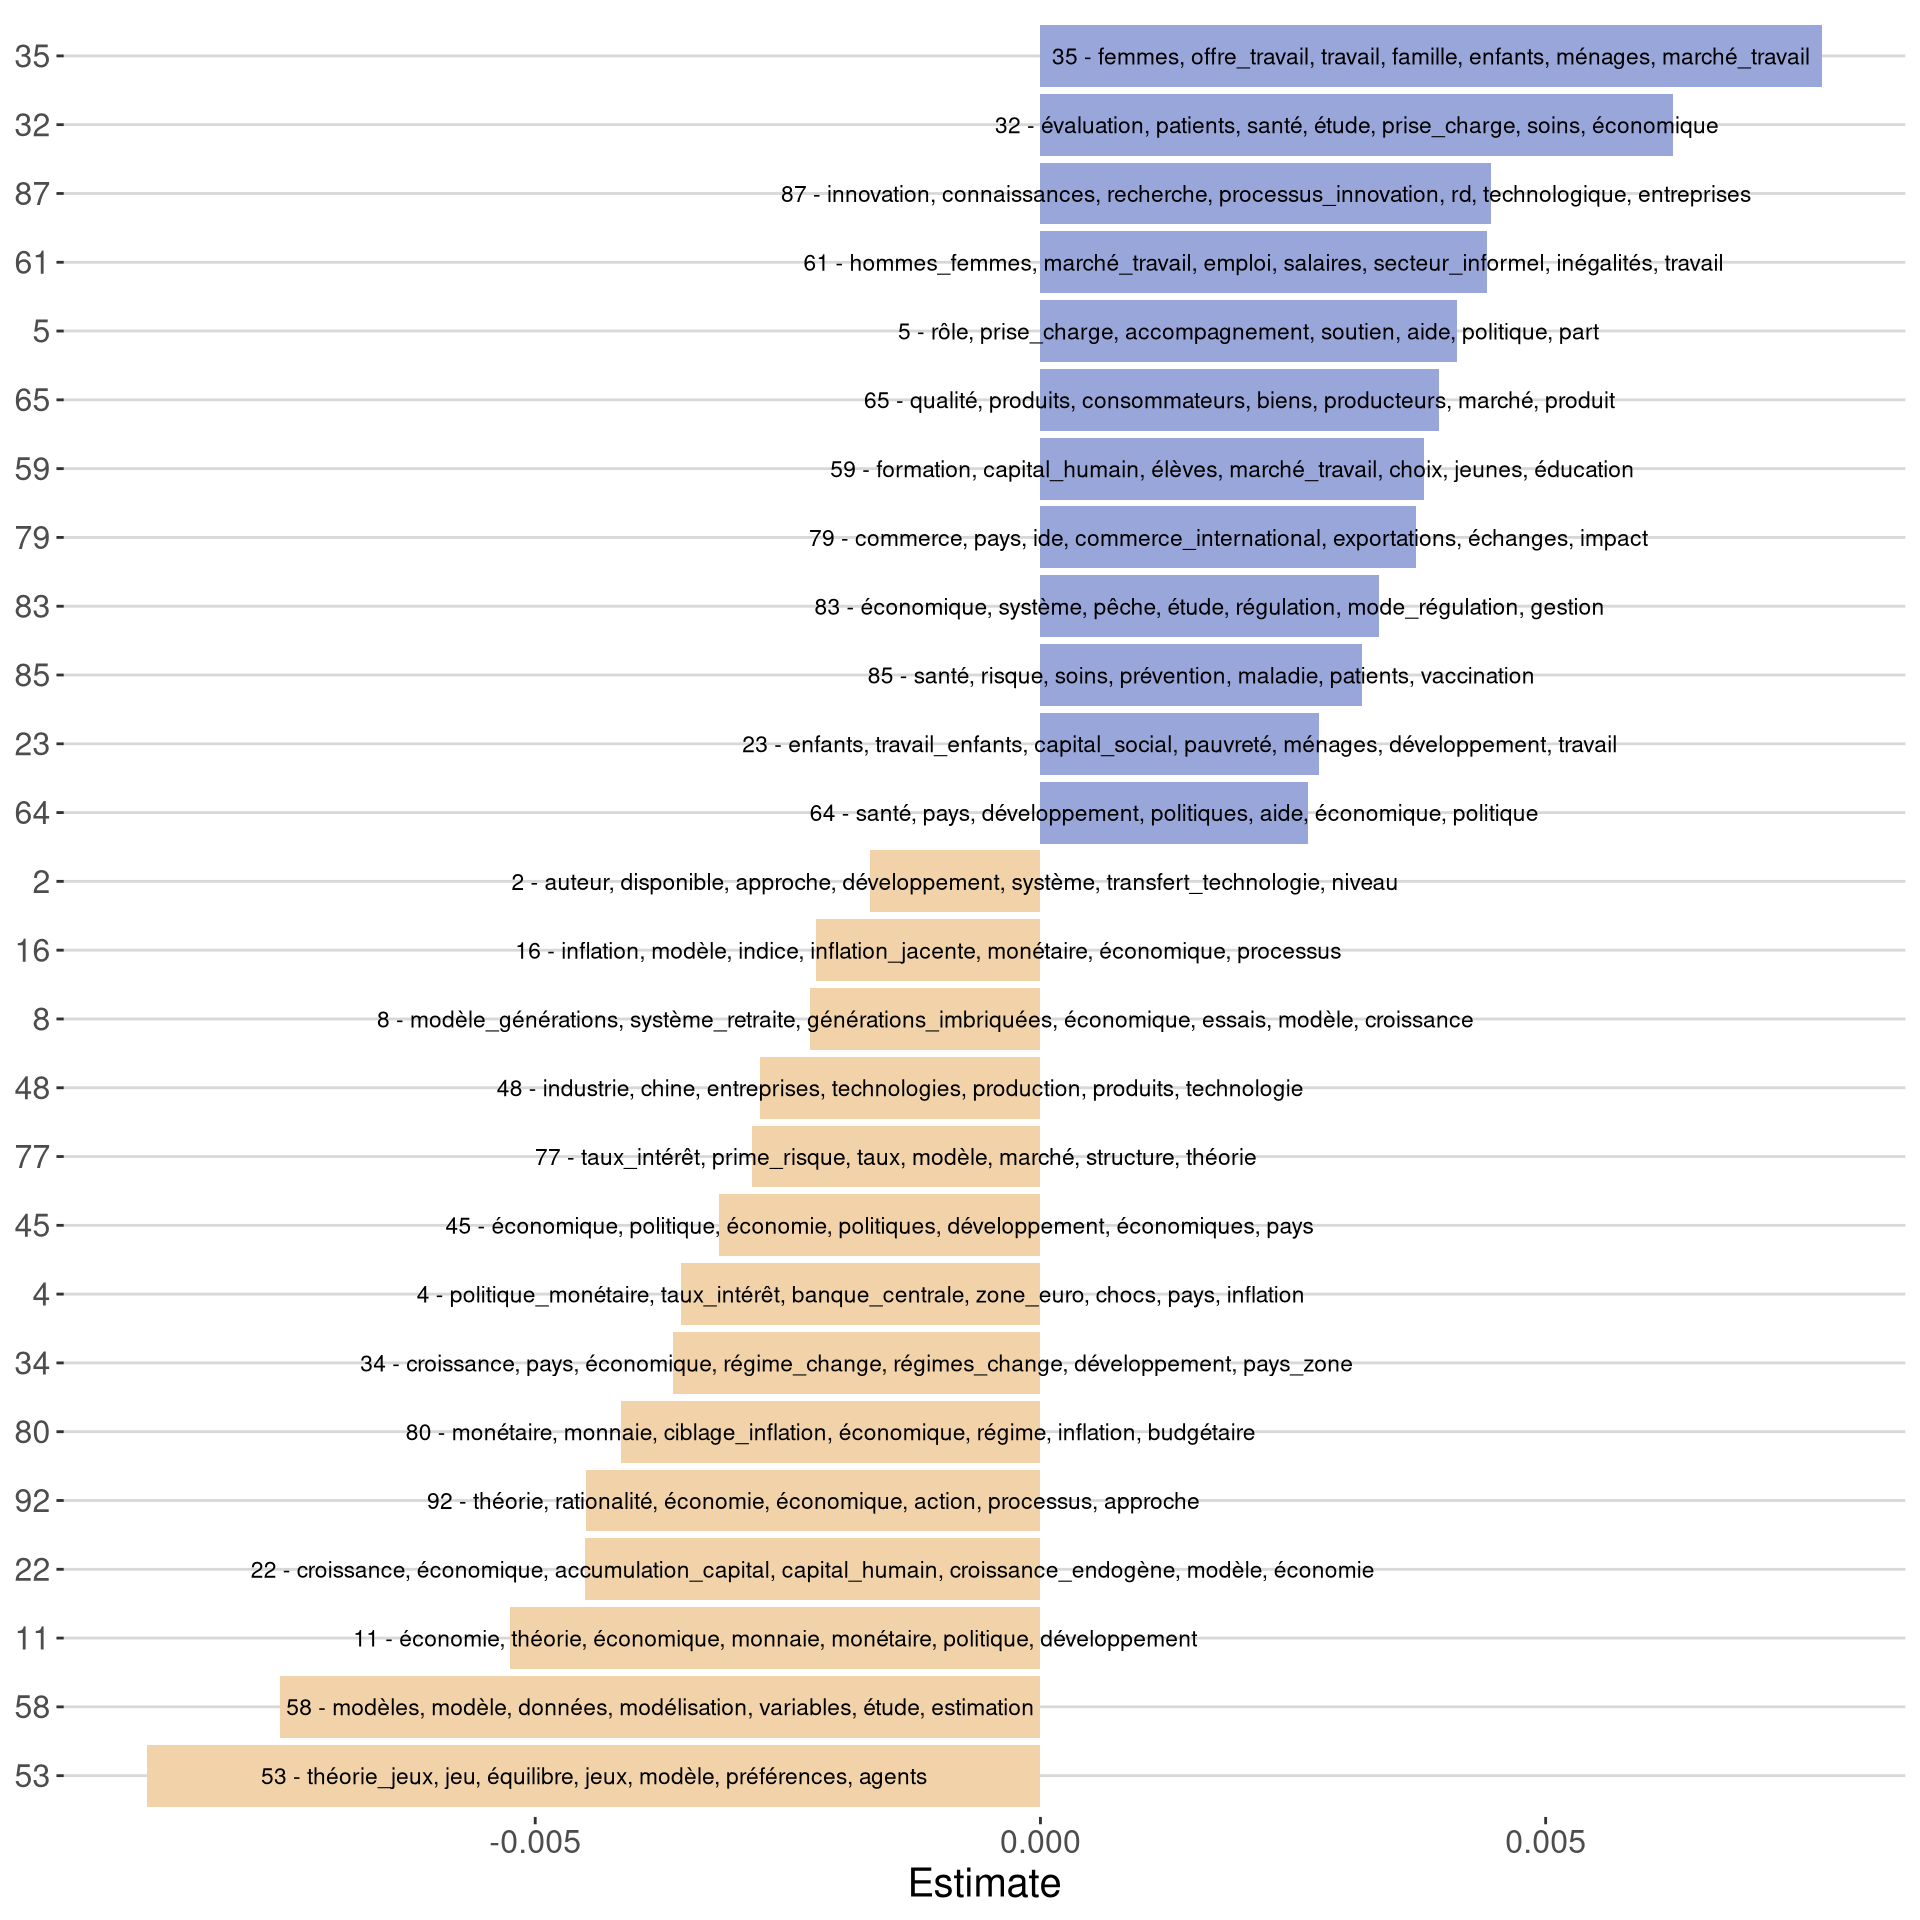 35 35 - femmes, offre_travail, travail, famille, enfants, ménages, marché_travail
32 32 - évaluation, patients, santé, étude, prise_charge, soins, économique
87 87 - innovation, connaissances, recherche, processus_innovation, rd, technologique, entreprises
61 61 - hommes_femmes, marché_travail, emploi, salaires, secteur_informel, inégalités, travail
5 5 - rôle, prise_charge, accompagnement, soutien, aide, politique, part
65 65 - qualité, produits, consommateurs, biens, producteurs, marché, produit
59 59 - formation, capital_humain, élèves, marché_travail, choix, jeunes, éducation
79 79 - commerce, pays, ide, commerce_international, exportations, échanges, impact
83 83 - économique, système, pêche, étude, régulation, mode_régulation, gestion
85 85 - santé, risque, soins, prévention, maladie, patients, vaccination
23 23 - enfants, travail_enfants, capital_social, pauvreté, ménages, développement, travail
64 64 - santé, pays, développement, politiques, aide, économique, politique
2 2 - auteur, disponible, approche, développement, système, transfert_technologie, niveau
16 16 - inflation, modèle, indice, inflation_jacente, monétaire, économique, processus
8 8 - modèle_générations, système_retraite, générations_imbriquées, économique, essais, modèle, croissance
48 48 - industrie, chine, entreprises, technologies, production, produits, technologie
77 77 - taux_intérêt, prime_risque, taux, modèle, marché, structure, théorie
45 45 - économique, politique, économie, politiques, développement, économiques, pays
4 4 - politique_monétaire, taux_intérêt, banque_centrale, zone_euro, chocs, pays, inflation
34 34 - croissance, pays, économique, régime_change, régimes_change, développement, pays_zone
80 80 - monétaire, monnaie, ciblage_inflation, économique, régime, inflation, budgétaire
92 92 - théorie, rationalité, économie, économique, action, processus, approche
22 22 - croissance, économique, accumulation_capital, capital_humain, croissance_endogène, modèle, économie
11 11 - économie, théorie, économique, monnaie, monétaire, politique, développement
58 58 - modèles, modèle, données, modélisation, variables, étude, estimation
53 53 - théorie_jeux, jeu, équilibre, jeux, modèle, préférences, agents
-0.005 0.000 0.005
Estimate